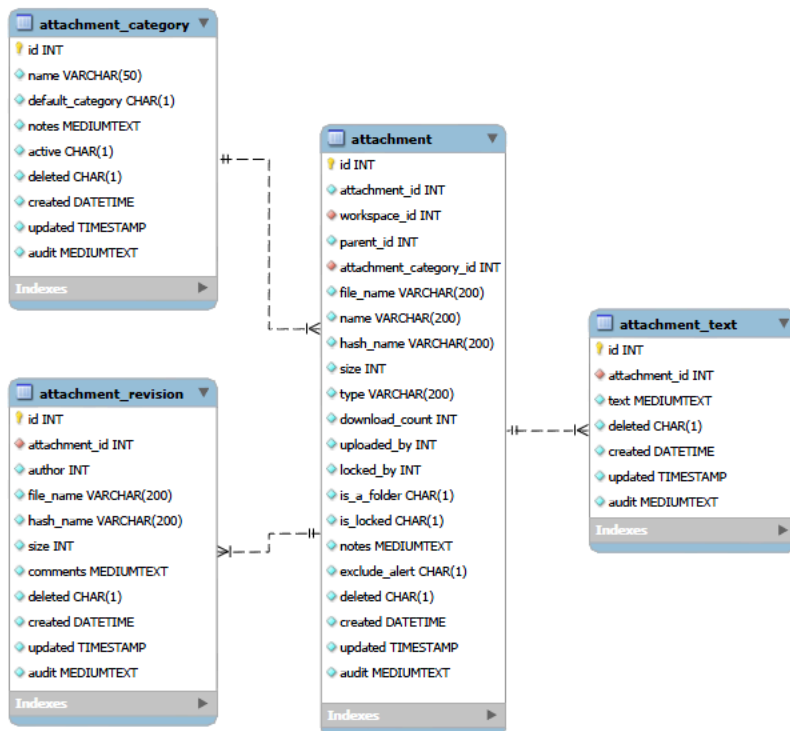 attachment_category
id INT
name VARCHAR(50)
default_category CHAR(1)
notes MEDIUMTEXT
active CHAR(1)
deleted CHAR(1)
created DATETIME
updated TIMESTAMP
audit MEDIUMTEXT
Indexes
attachment_revision
id INT
attachment_id INT
author INT
file_name VARCHAR(200)
hash_name VARCHAR(200)
size INT
comments MEDIUMTEXT
deleted CHAR(1)
created DATETIME
updated TIMESTAMP
audit MEDIUMTEXT
Indexes
attachment
id INT
attachment_id INT
workspace_id INT
parent_id INT
attachment_category_id INT
file_name VARCHAR(200)
name VARCHAR(200)
hash_name VARCHAR(200)
size INT
type VARCHAR(200)
download_count INT
uploaded_by INT
locked_by INT
is_a_folder CHAR(1)
is_locked CHAR(1)
notes MEDIUMTEXT
exclude_alert CHAR(1)
deleted CHAR(1)
created DATETIME
updated TIMESTAMP
audit MEDIUMTEXT
Indexes
attachment_text
id INT
attachment_id INT
text MEDIUMTEXT
deleted CHAR(1)
created DATETIME
updated TIMESTAMP
audit MEDIUMTEXT
Indexes